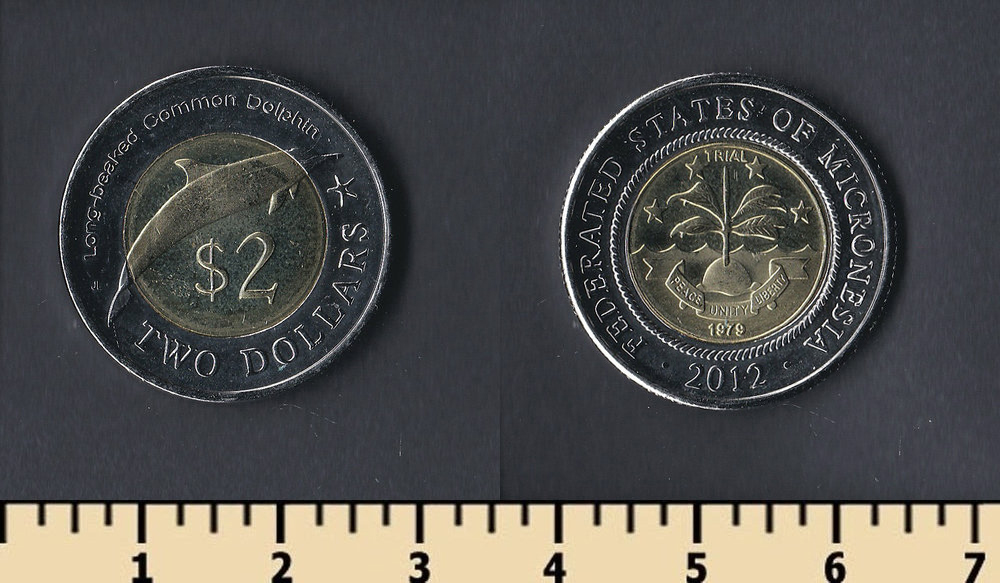 Long-beaked Common Dolphin
$2
TWO DOLLARS
FEDERATED STATES OF MICRONESIA
TRIAL
PEACE UNITY LIBERTY
1979
· 2012 ·
1 2 3 4 5 6 7